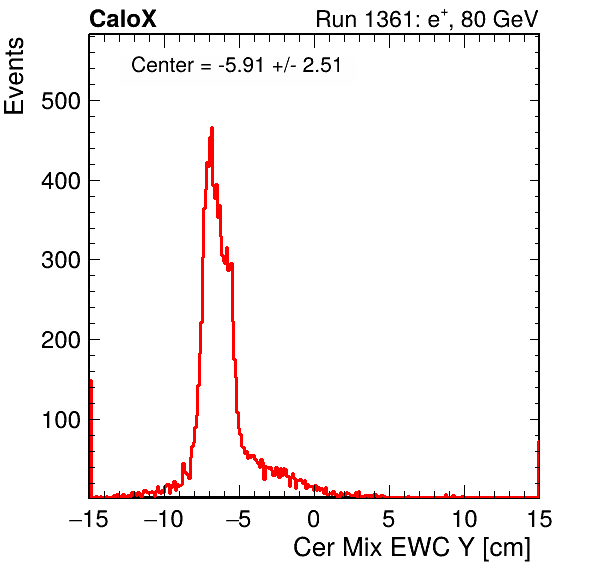 CaloX Run 1361: e⁺, 80 GeV
Center = -5.91 +/- 2.51
Events
500
400
300
200
100
−15 −10 −5 0 5 10 15
Cer Mix EWC Y [cm]